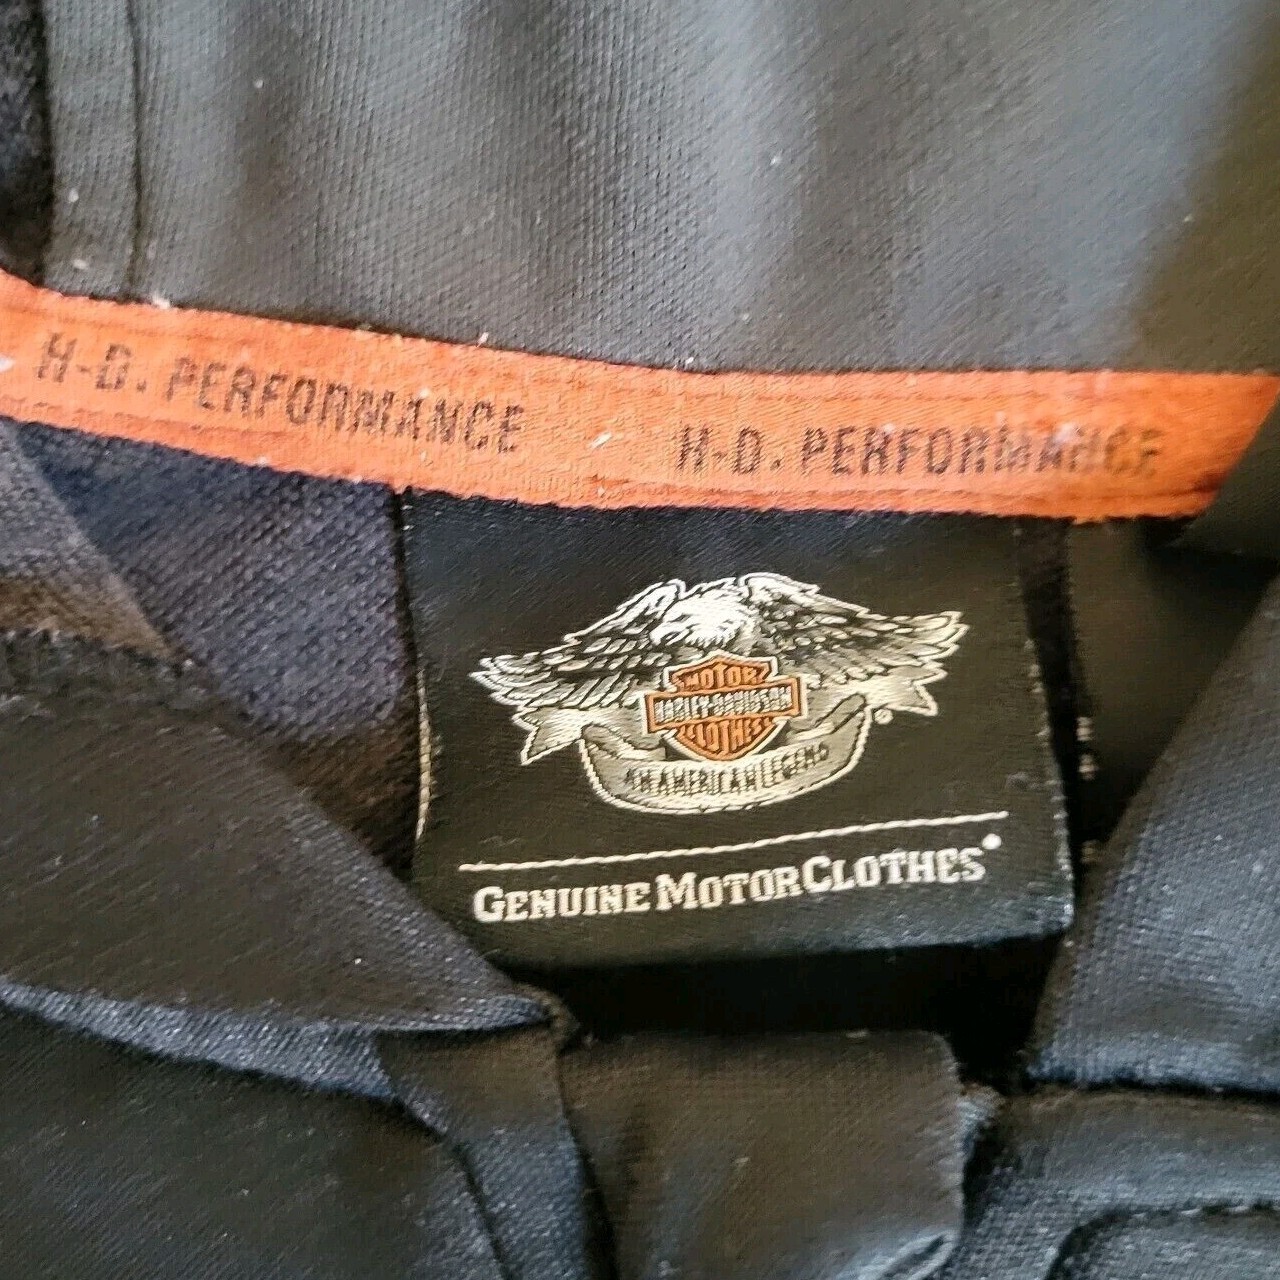 H-D. PERFORMANCE
H-D. PERFORMANCE
MOTOR
HARLEY-DAVIDSON
CLOTHES
®
AN AMERICAN LEGEND
GENUINE MOTORCLOTHES®